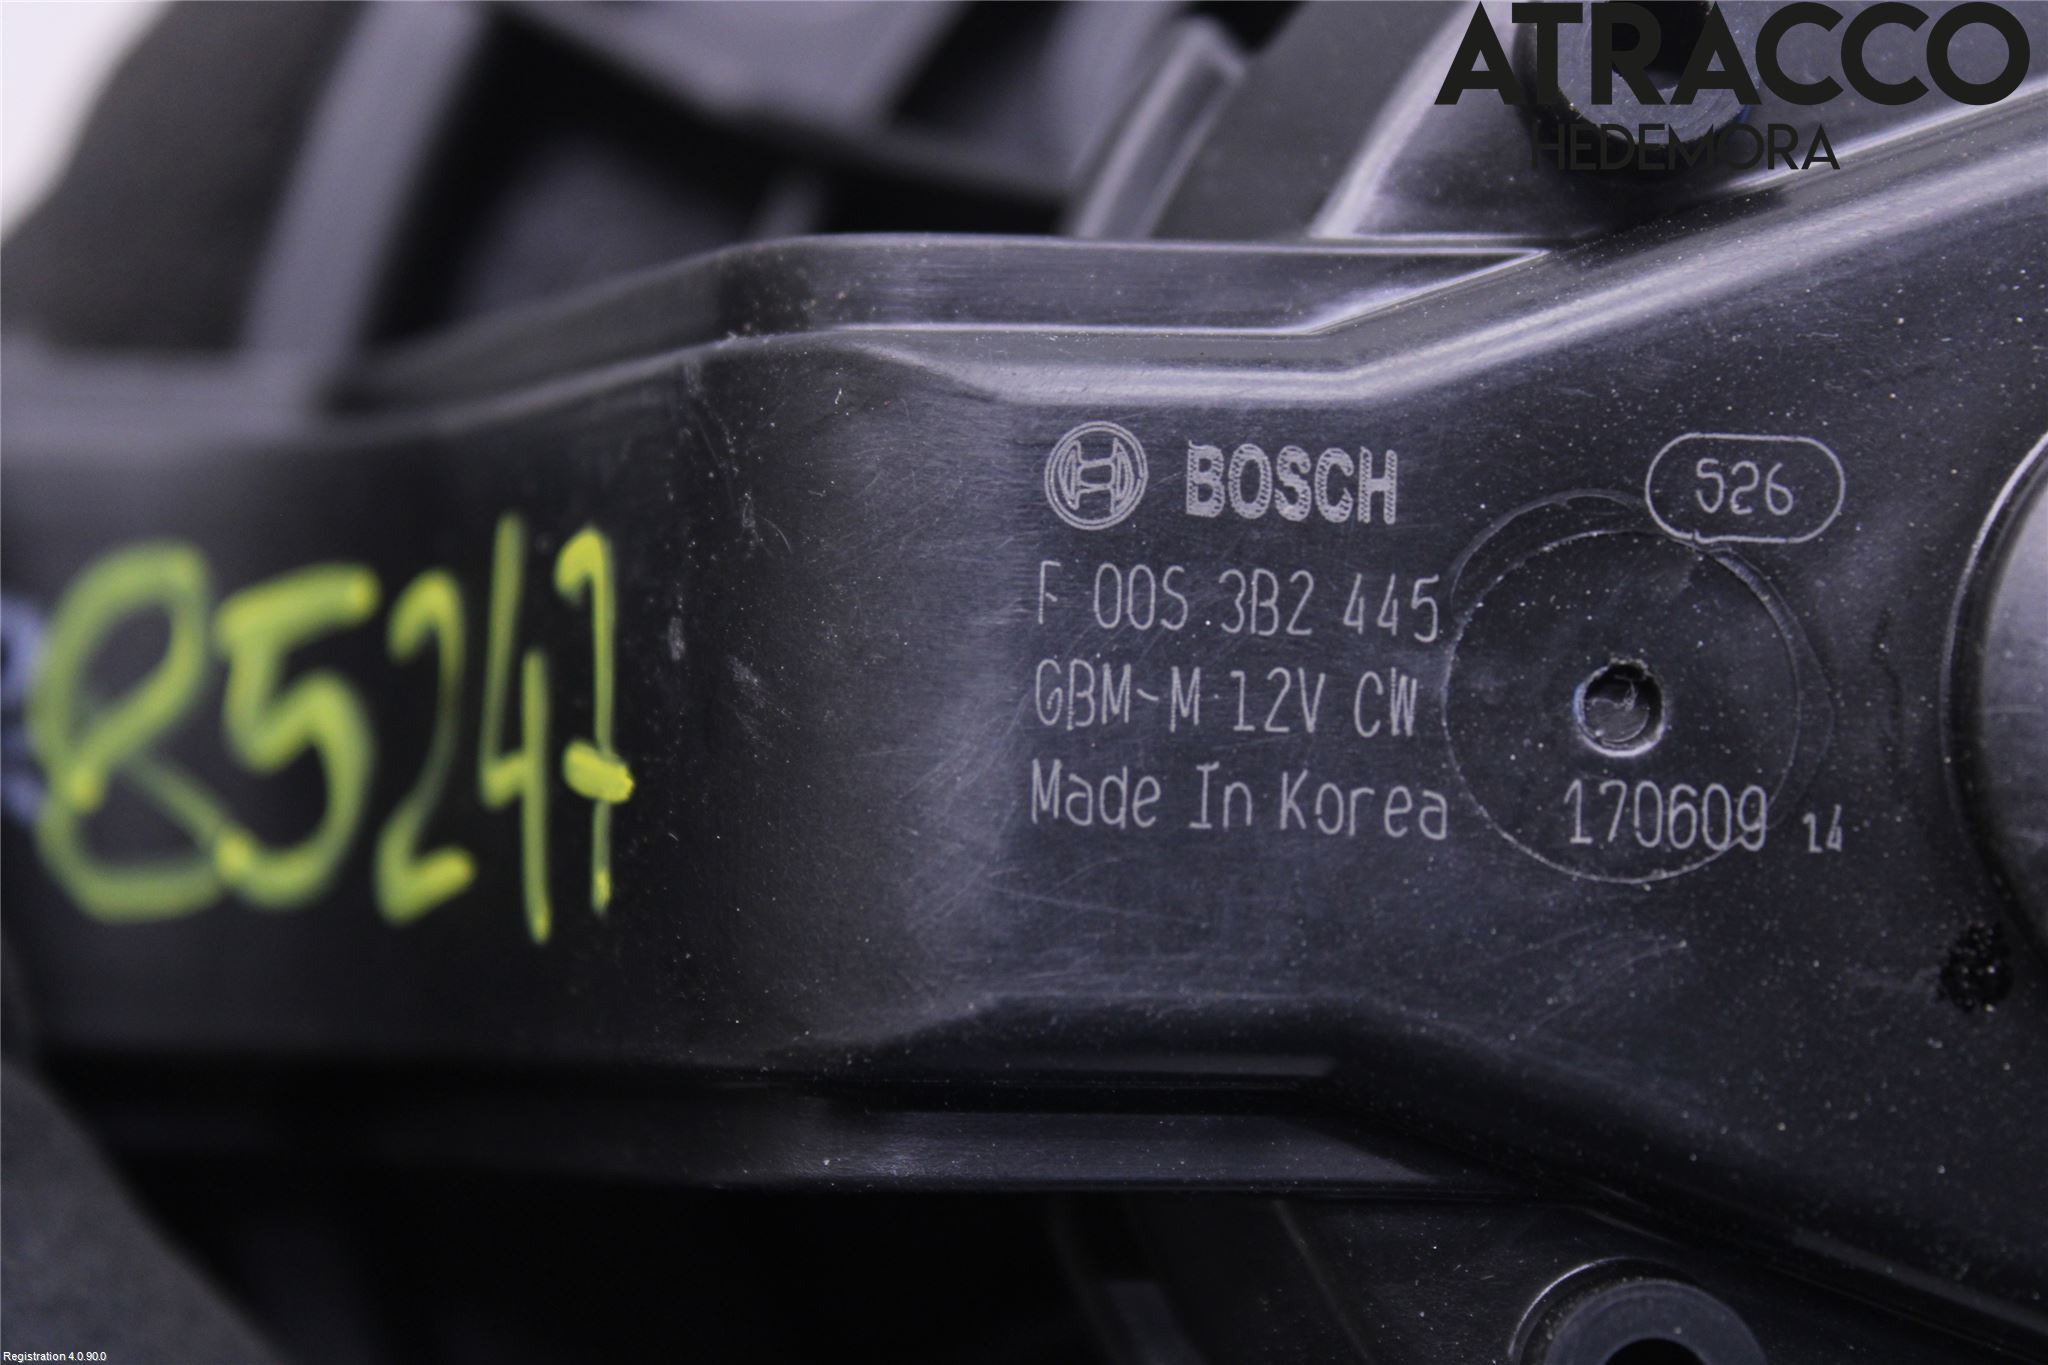 ATRACCO
HEDEMORA
BOSCH
526
F 00S 3B2 445
GBM-M 12V CW
Made In Korea
170609 14
85247
Registration 4.0.90.0